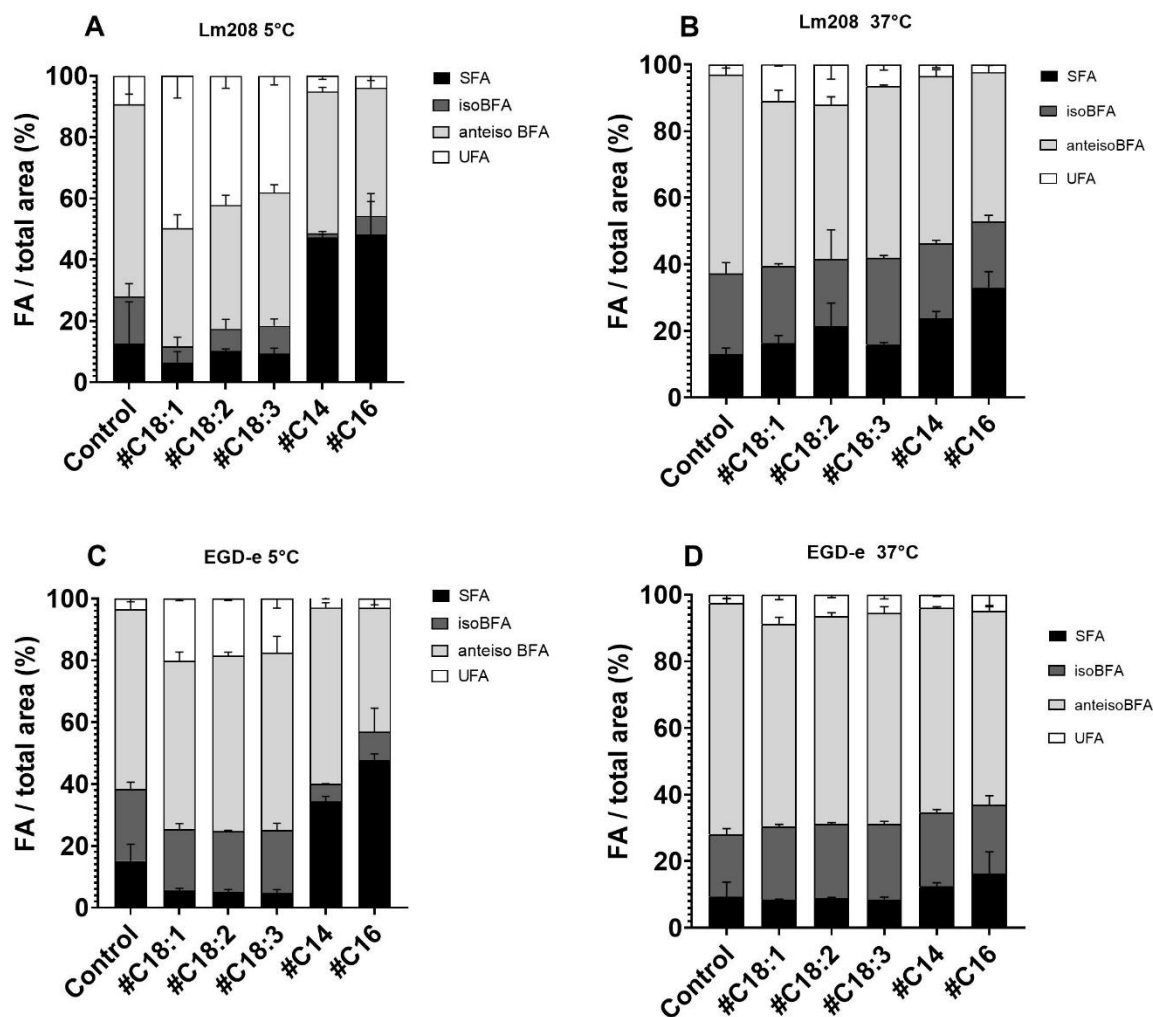 A
Lm208 5°C
FA / total area (%)
100
80
60
40
20
0
Control
#C18:1
#C18:2
#C18:3
#C14
#C16
SFA
isoBFA
anteiso BFA
UFA
B
Lm208 37°C
FA / total area (%)
100
80
60
40
20
0
Control
#C18:1
#C18:2
#C18:3
#C14
#C16
SFA
isoBFA
anteisoBFA
UFA
C
EGD-e 5°C
FA / total area (%)
100
80
60
40
20
0
Control
#C18:1
#C18:2
#C18:3
#C14
#C16
SFA
isoBFA
anteiso BFA
UFA
D
EGD-e 37°C
FA / total area (%)
100
80
60
40
20
0
Control
#C18:1
#C18:2
#C18:3
#C14
#C16
SFA
isoBFA
anteisoBFA
UFA